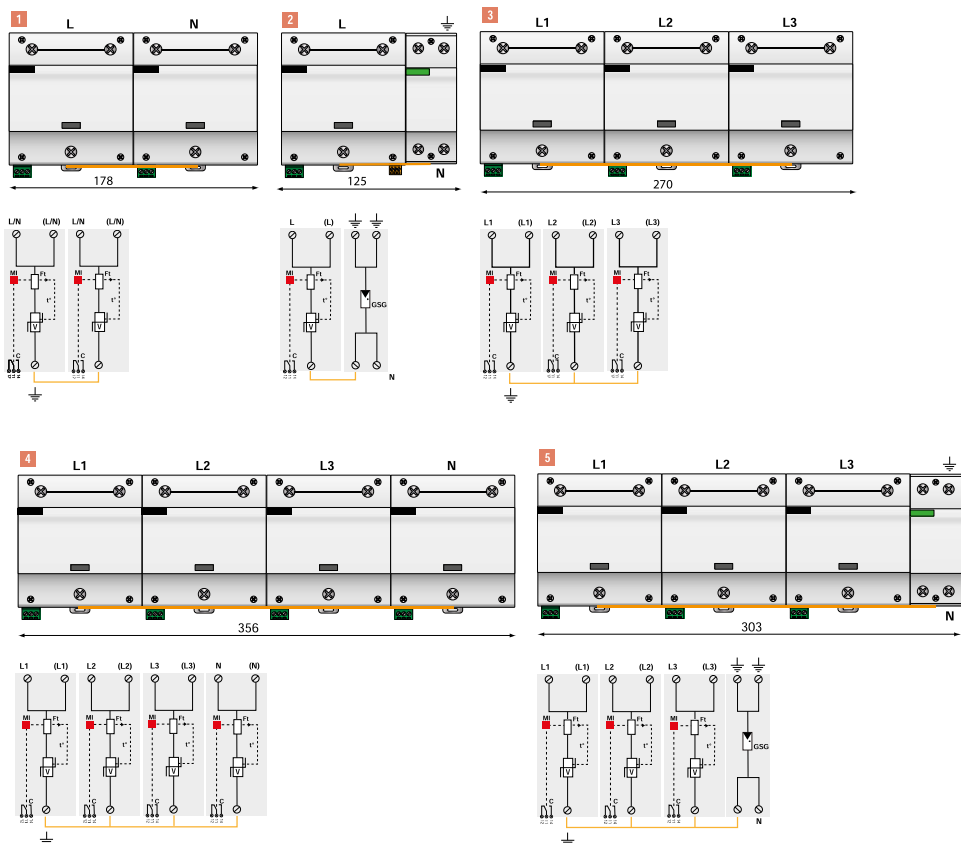 1
L N
178
L/N (L/N) L/N (L/N)
MI Ft MI
t°
V V
C C
2
L
N
125
L (L)
MI Ft
t°
GSG
V
C
N
3
L1 L2 L3
270
L1 (L1) L2 (L2) L3 (L3)
MI Ft MI Ft MI Ft
t° t° t°
V V V
C C C
4
L1 L2 L3 N
356
L1 (L1) L2 (L2) L3 (L3) N (N)
MI Ft MI Ft MI Ft MI Ft
t° t° t° t°
V V V V
C C C C
5
L1 L2 L3
N
303
L1 (L1) L2 (L2) L3 (L3)
MI Ft MI Ft MI Ft
t° t° t°
GSG
V V V
C C C
N